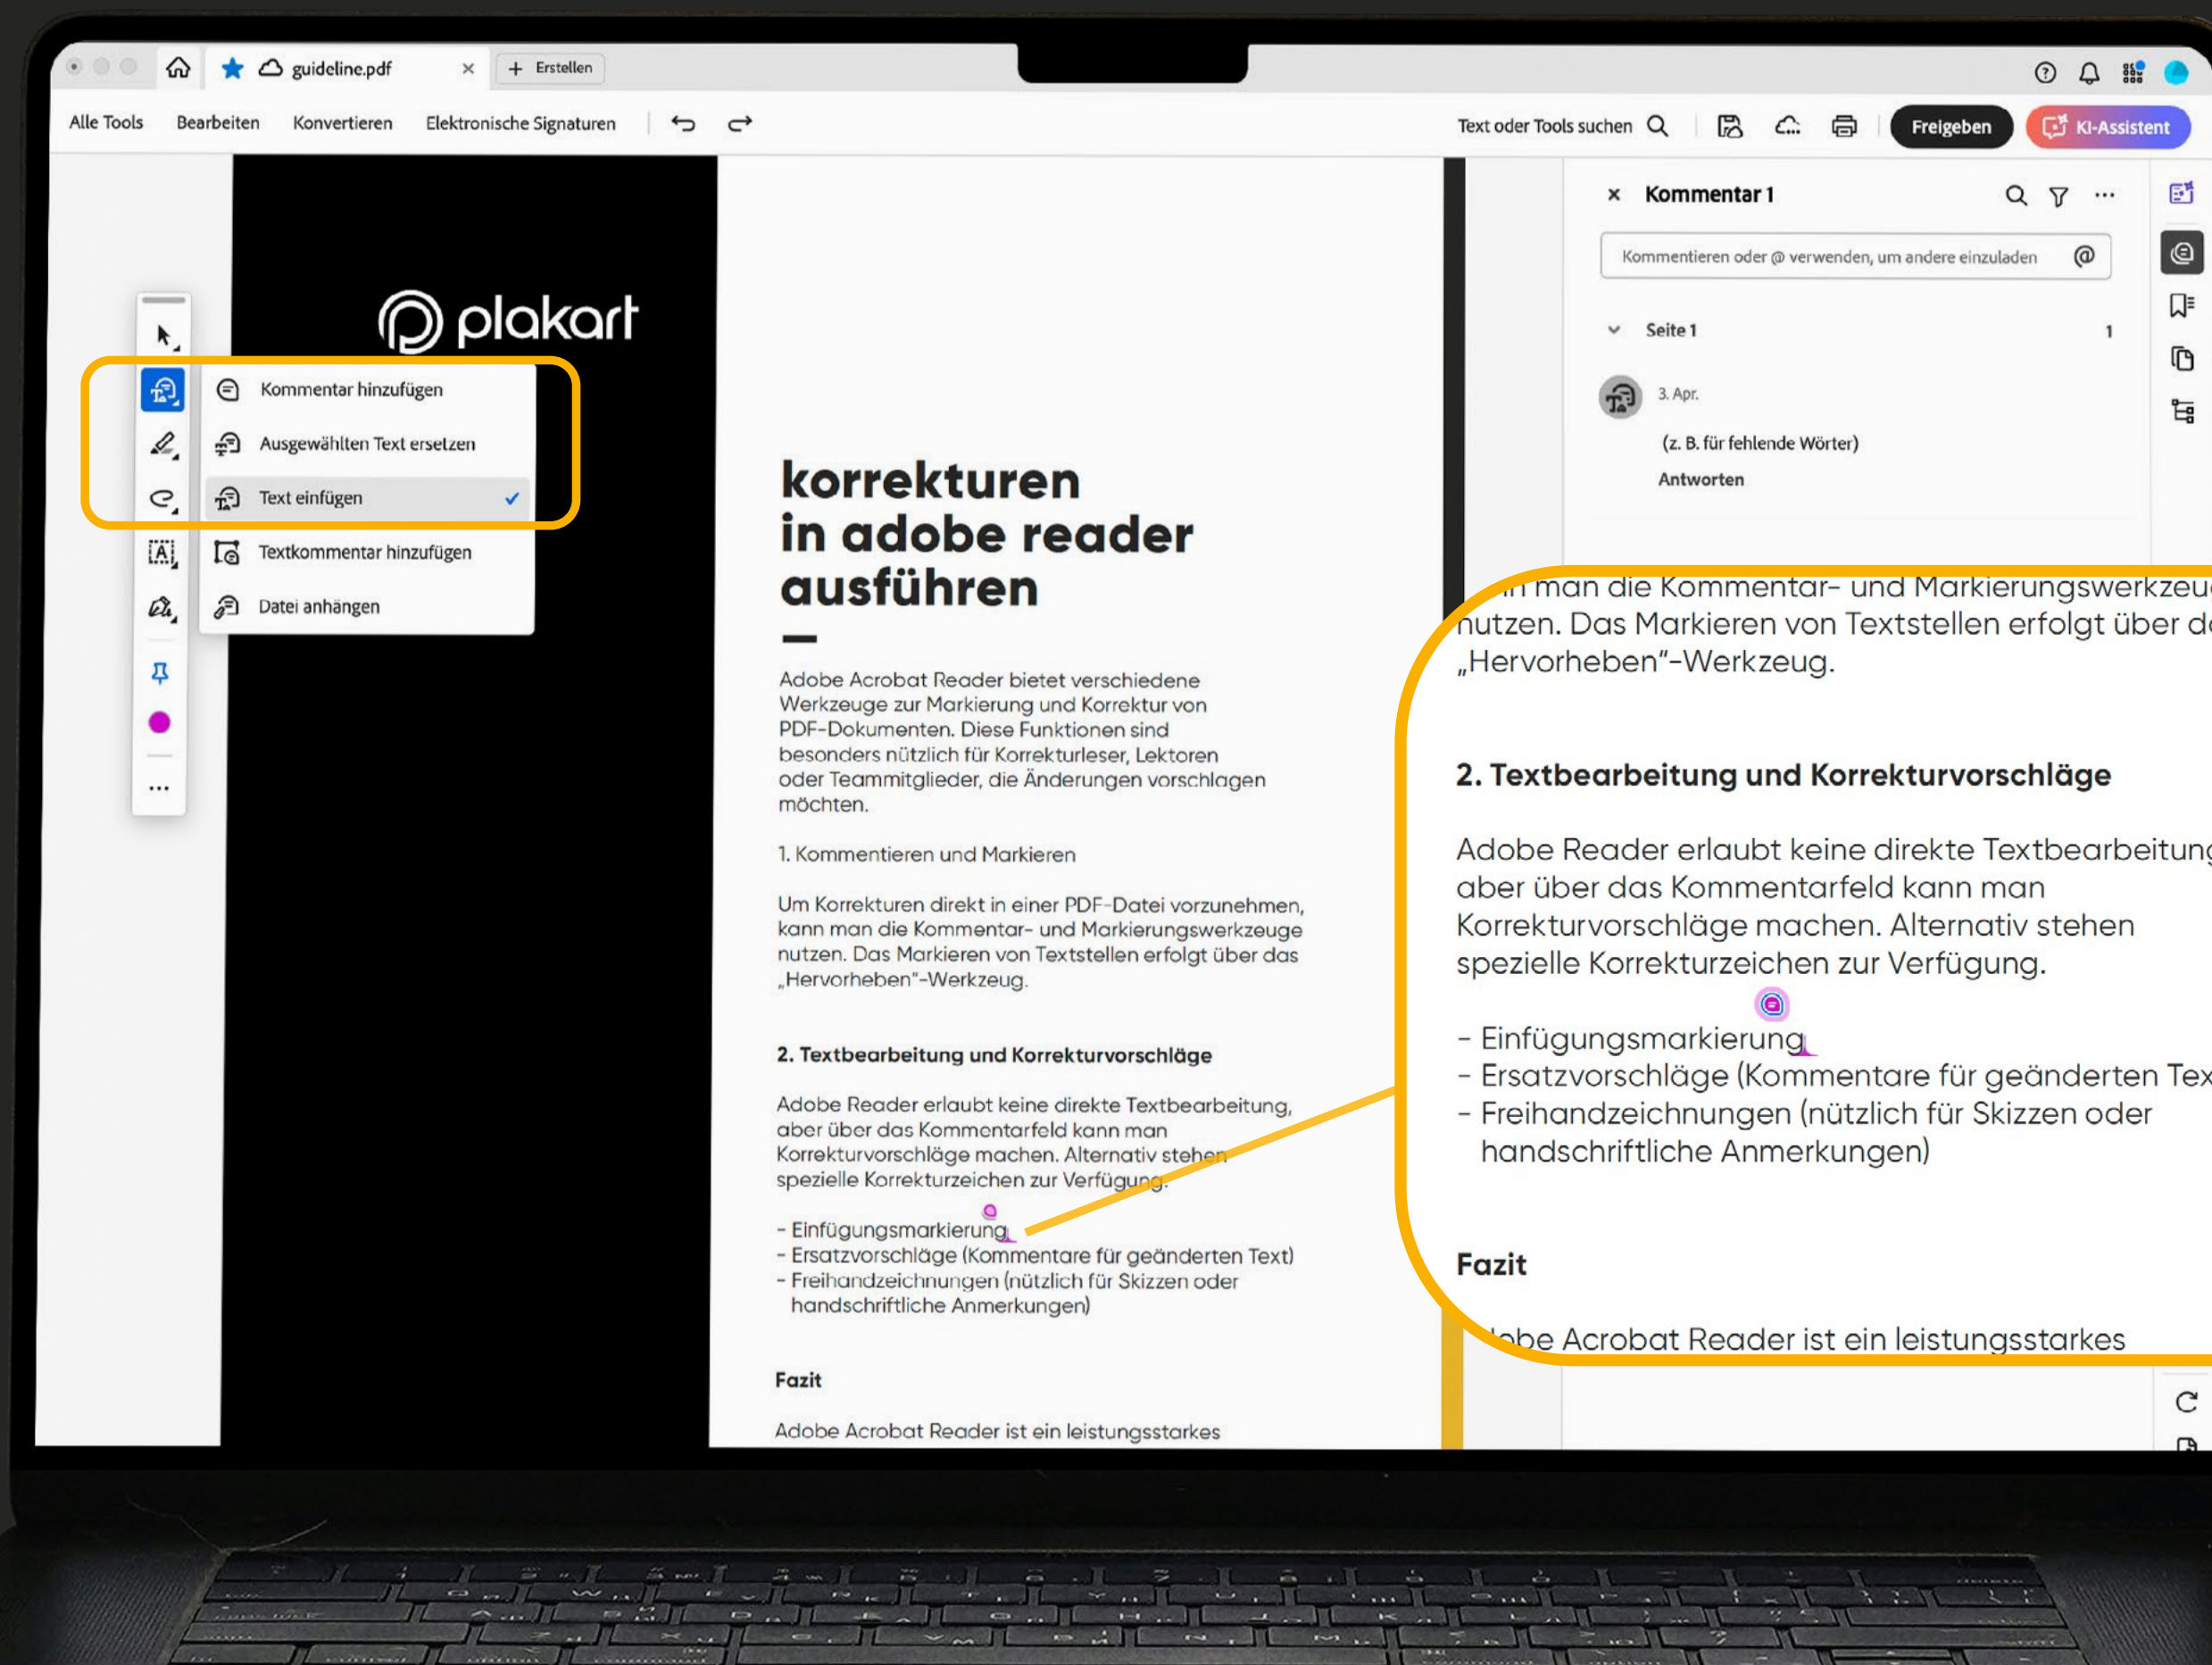 guideline.pdf
+ Erstellen
Alle Tools Bearbeiten Konvertieren Elektronische Signaturen
Text oder Tools suchen
Freigeben
KI-Assistent
plakart
Kommentar hinzufügen
Ausgewählten Text ersetzen
Text einfügen
Textkommentar hinzufügen
Datei anhängen
korrekturen
in adobe reader
ausführen
Adobe Acrobat Reader bietet verschiedene
Werkzeuge zur Markierung und Korrektur von
PDF-Dokumenten. Diese Funktionen sind
besonders nützlich für Korrekturleser, Lektoren
oder Teammitglieder, die Änderungen vorschlagen
möchten.
1. Kommentieren und Markieren
Um Korrekturen direkt in einer PDF-Datei vorzunehmen,
kann man die Kommentar- und Markierungswerkzeuge
nutzen. Das Markieren von Textstellen erfolgt über das
„Hervorheben“-Werkzeug.
2. Textbearbeitung und Korrekturvorschläge
Adobe Reader erlaubt keine direkte Textbearbeitung,
aber über das Kommentarfeld kann man
Korrekturvorschläge machen. Alternativ stehen
spezielle Korrekturzeichen zur Verfügung.
- Einfügungsmarkierung
- Ersatzvorschläge (Kommentare für geänderten Text)
- Freihandzeichnungen (nützlich für Skizzen oder
handschriftliche Anmerkungen)
Fazit
Adobe Acrobat Reader ist ein leistungsstarkes
Kommentar 1
Kommentieren oder @ verwenden, um andere einzuladen @
Seite 1 1
3. Apr.
(z. B. für fehlende Wörter)
Antworten
man die Kommentar- und Markierungswerkzeu
nutzen. Das Markieren von Textstellen erfolgt über da
„Hervorheben“-Werkzeug.
2. Textbearbeitung und Korrekturvorschläge
Adobe Reader erlaubt keine direkte Textbearbeitung
aber über das Kommentarfeld kann man
Korrekturvorschläge machen. Alternativ stehen
spezielle Korrekturzeichen zur Verfügung.
- Einfügungsmarkierung
- Ersatzvorschläge (Kommentare für geänderten Tex
- Freihandzeichnungen (nützlich für Skizzen oder
handschriftliche Anmerkungen)
Fazit
obe Acrobat Reader ist ein leistungsstarkes